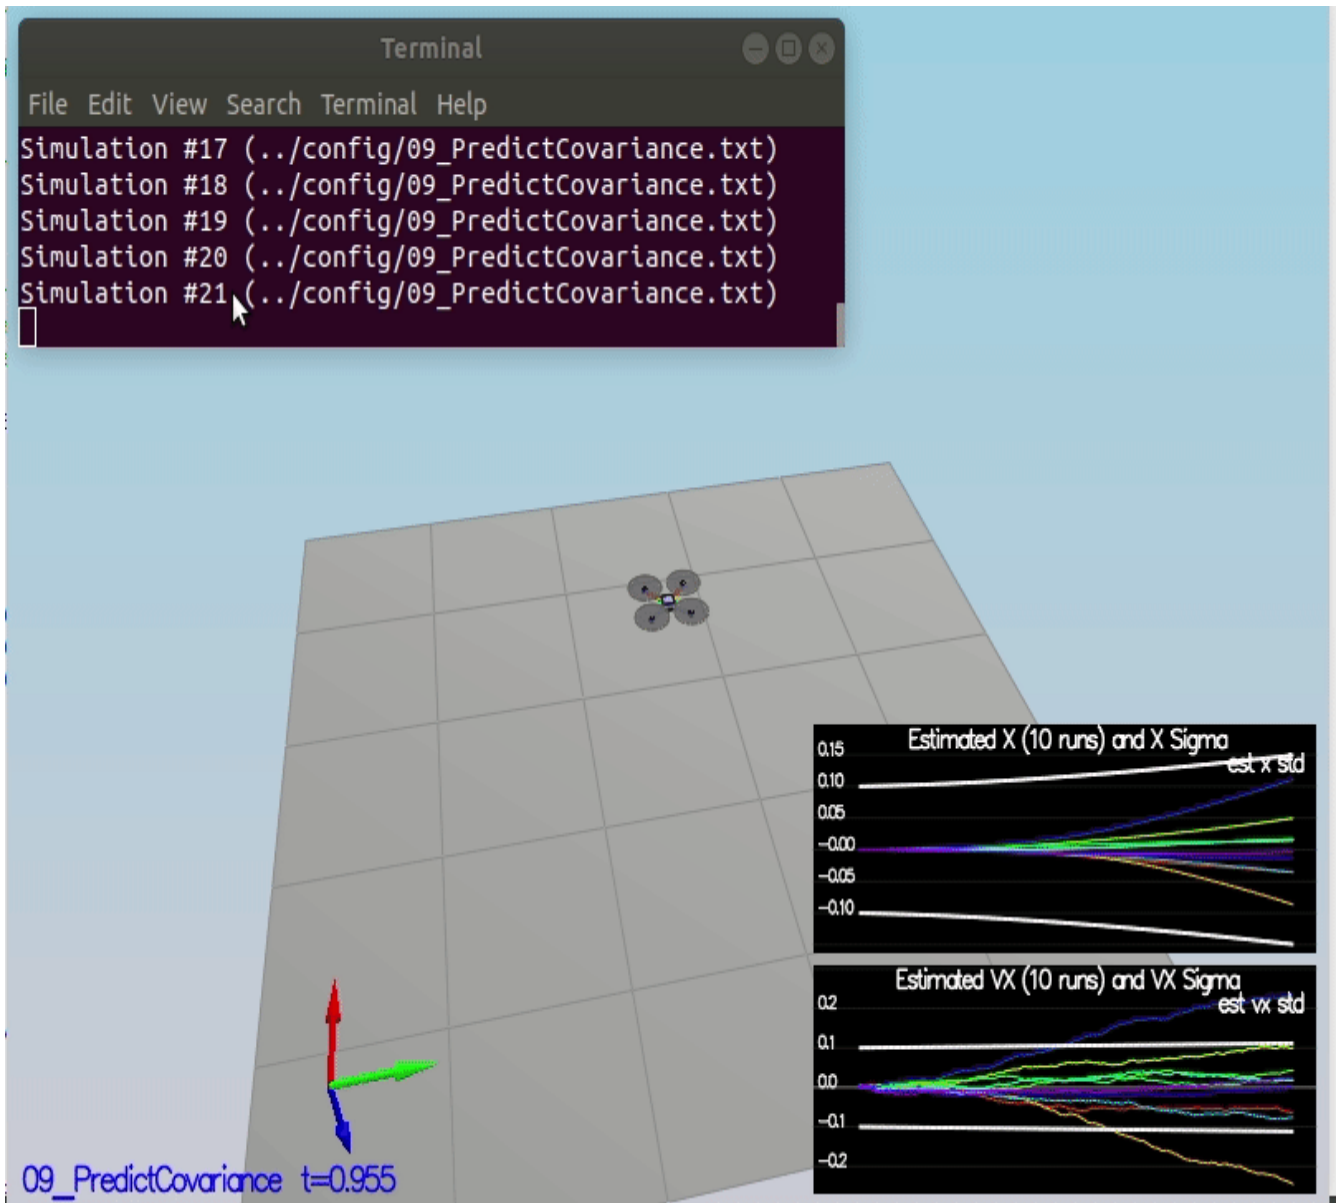 Terminal
File Edit View Search Terminal Help
Simulation #17 (../config/09_PredictCovariance.txt)
Simulation #18 (../config/09_PredictCovariance.txt)
Simulation #19 (../config/09_PredictCovariance.txt)
Simulation #20 (../config/09_PredictCovariance.txt)
Simulation #21 (../config/09_PredictCovariance.txt)
Estimated X (10 runs) and X Sigma
est x std
0.15
0.10
0.05
-0.00
-0.05
-0.10
Estimated VX (10 runs) and VX Sigma
est vx std
0.2
0.1
0.0
-0.1
-0.2
09_PredictCovariance t=0.955